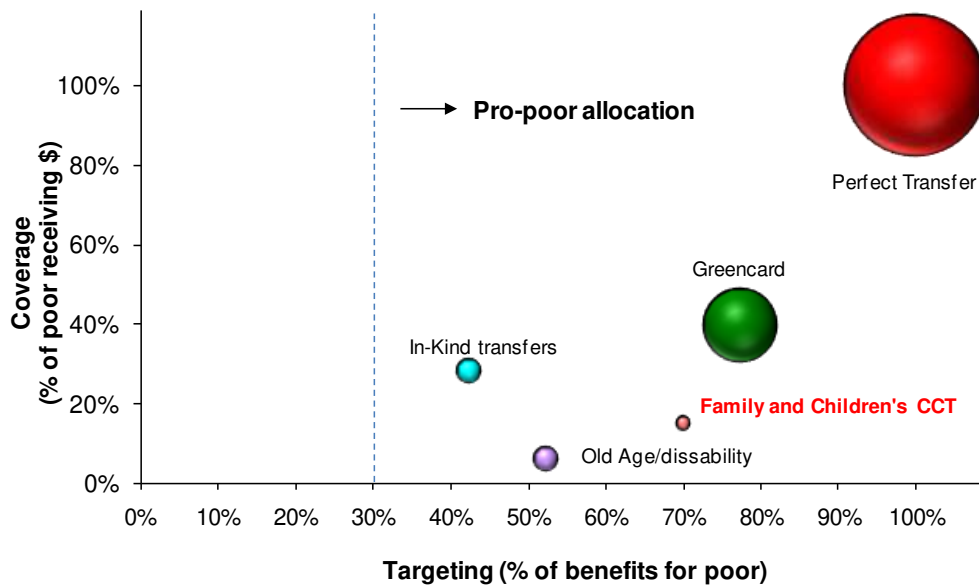 Coverage
(% of poor receiving $)
100%
80%
60%
40%
20%
0%
Pro-poor allocation
Perfect Transfer
Greencard
In-Kind transfers
Family and Children's CCT
Old Age/dissability
0% 10% 20% 30% 40% 50% 60% 70% 80% 90% 100%
Targeting (% of benefits for poor)